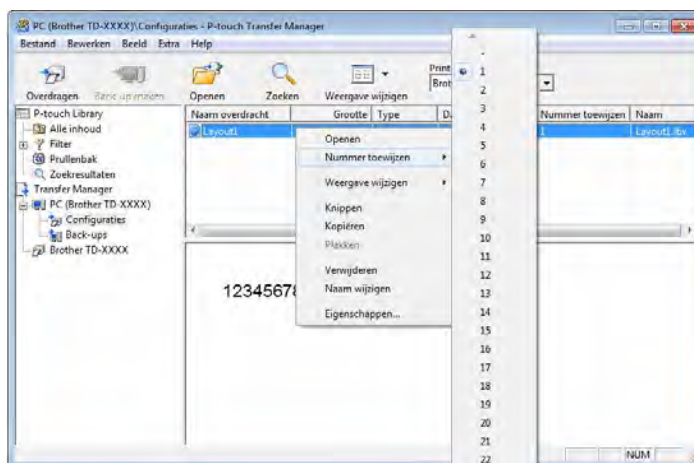 PC (Brother TD-XXXX)\Configuraties - P-touch Transfer Manager
Bestand Bewerken Beeld Extra Help
Overdragen Back-up maken Openen Zoeken Weergave wijzigen
P-touch Library
Alle inhoud
Filter
Prullenbak
Zoekresultaten
Transfer Manager
PC (Brother TD-XXXX)
Configuraties
Back-ups
Brother TD-XXXX
Naam overdracht Grootte Type Nummer toewijzen Naam
Layout1 1 Layout1.lbx
1234567
Openen
Nummer toewijzen
Weergave wijzigen
Knippen
Kopiëren
Plakken
Verwijderen
Naam wijzigen
Eigenschappen...
-
1
2
3
4
5
6
7
8
9
10
11
12
13
14
15
16
17
18
19
20
21
22
NUM